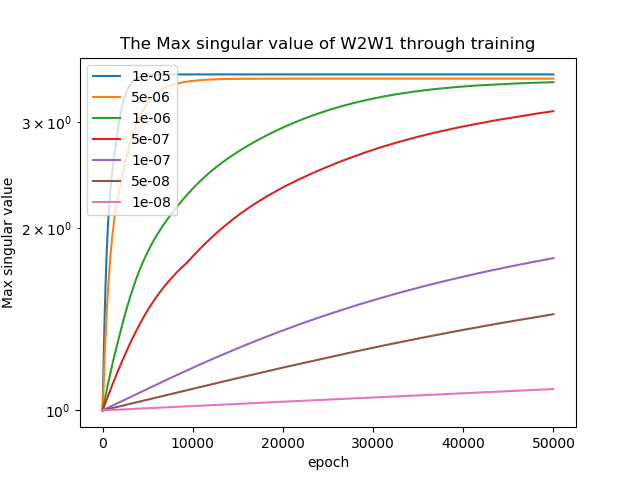 The Max singular value of W2W1 through training
1e-05
5e-06
1e-06
5e-07
1e-07
5e-08
1e-08
3 × 10⁰
2 × 10⁰
10⁰
Max singular value
0 10000 20000 30000 40000 50000
epoch